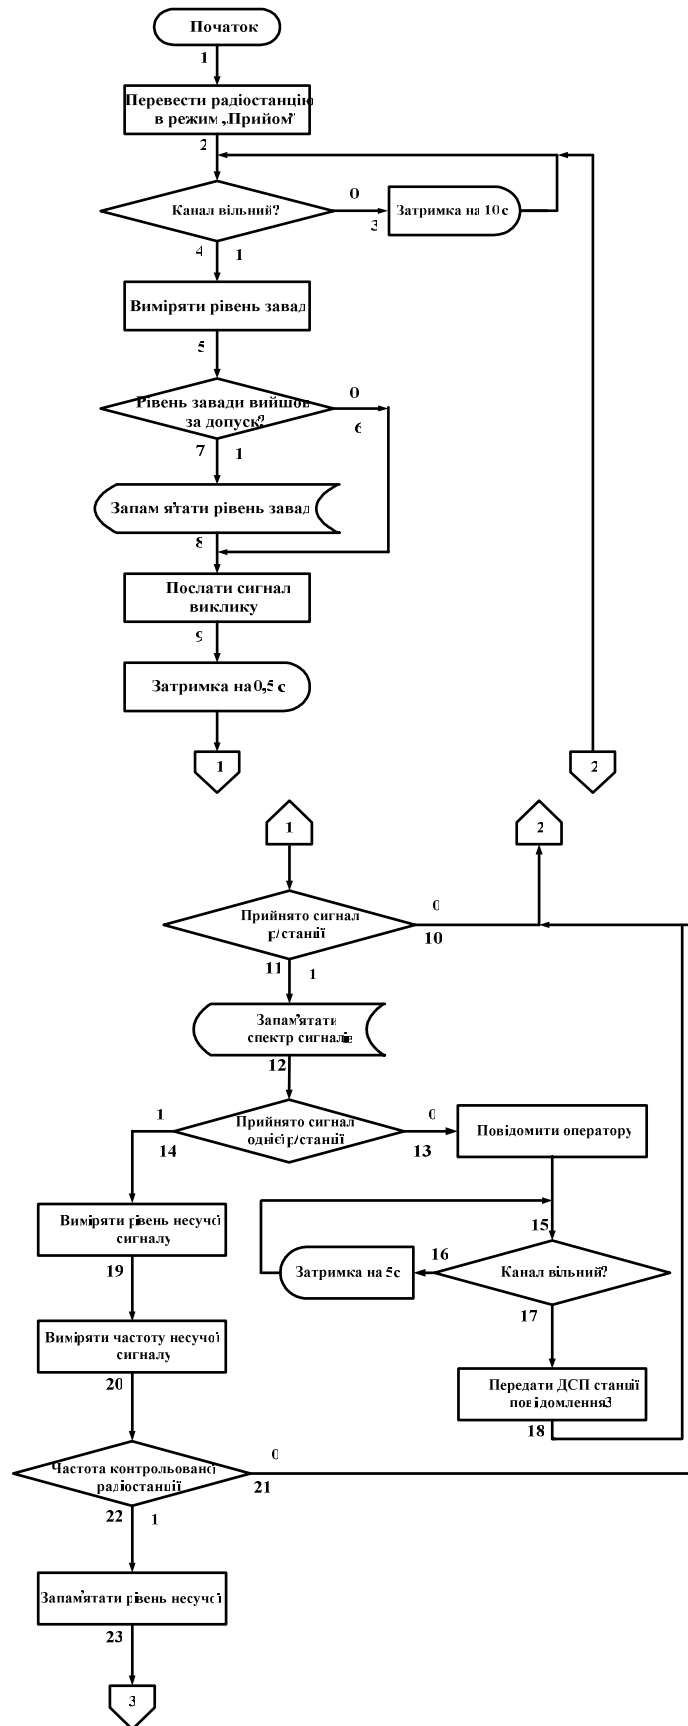 Початок
1
Перевести радіостанцію
в режим „Прийом”
2
Канал вільний?
0
3
Затримка на 10 с
4
1
Виміряти рівень завад
5
Рівень завади вийшов
за допуск?
0
6
7
1
Запам'ятати рівень завад
8
Послати сигнал
виклику
9
Затримка на 0,5 с
1
2
1
2
Прийнято сигнал
р/станції
0
10
11
1
Запам'ятати
спектр сигналів
12
Прийнято сигнал
однієї р/станції
1
14
0
13
Повідомити оператору
15
Виміряти рівень несучої
сигналу
19
Затримка на 5с
16
Канал вільний?
17
Виміряти частоту несучої
сигналу
20
Передати ДСП станції
повідомлення3
18
Частота контрольованої
радіостанції
0
21
22
1
Запам'ятати рівень несучої
23
3